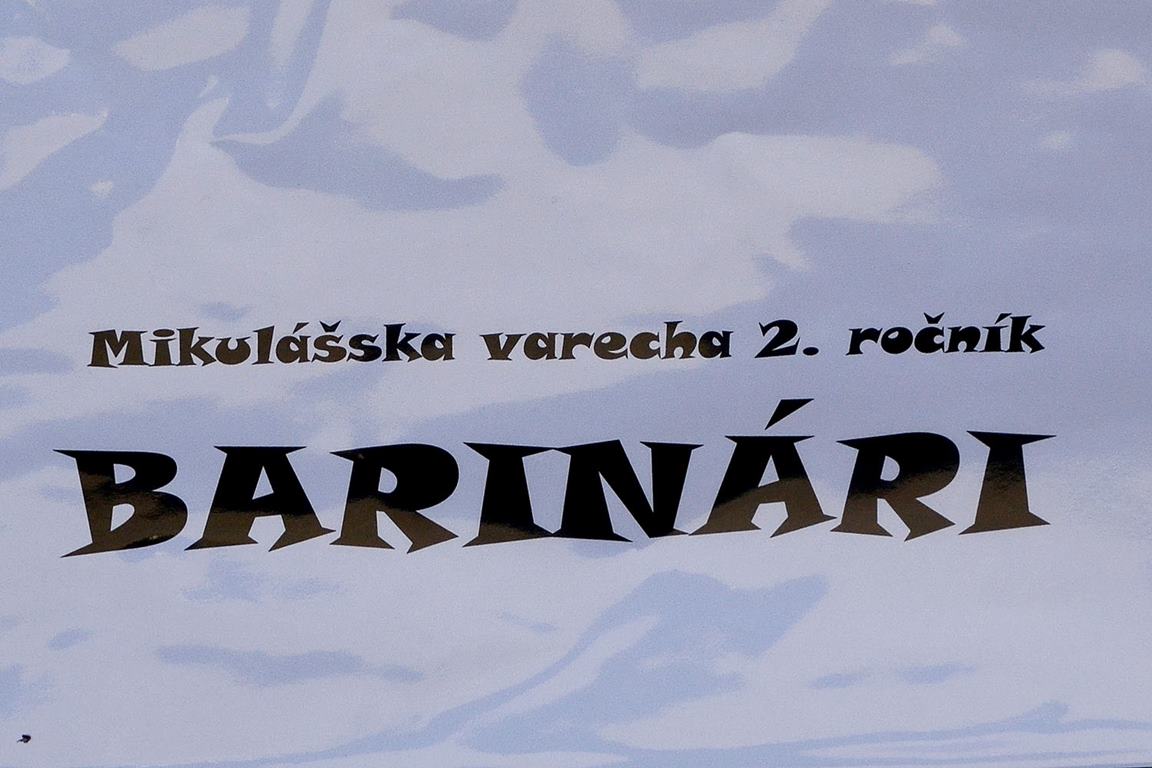 Mikulášska varecha 2. ročník
BARINÁRI